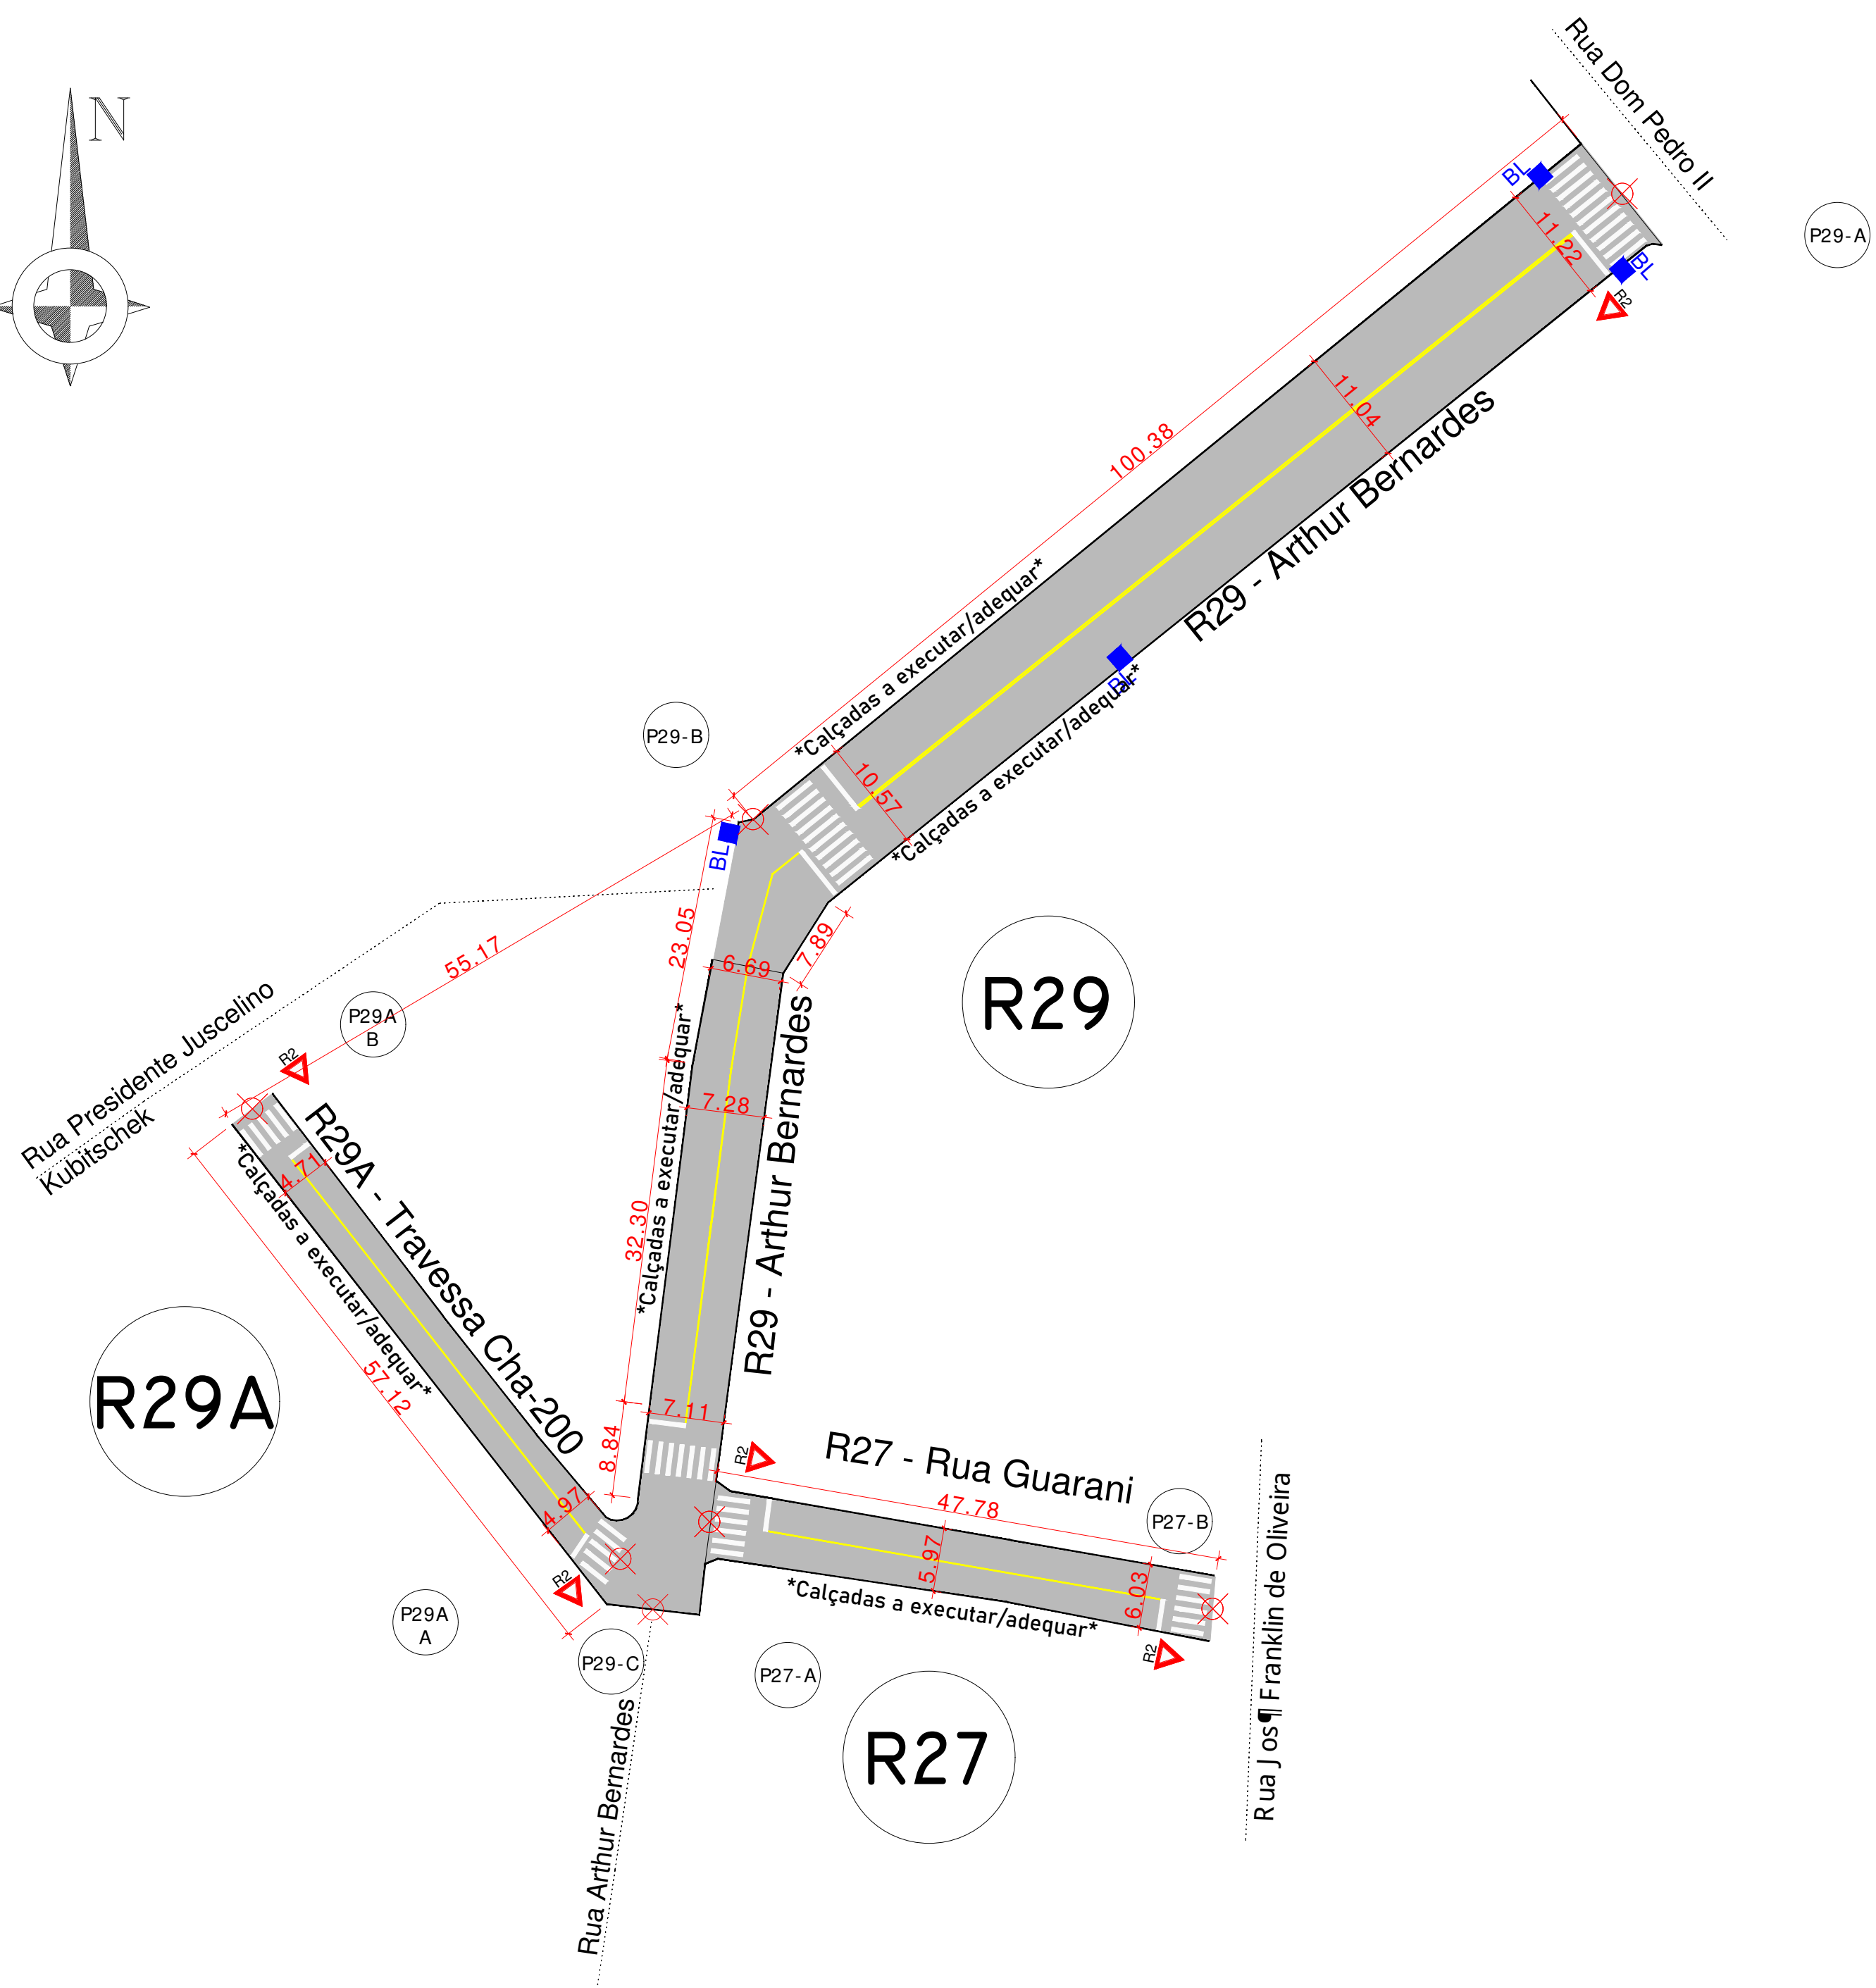 N
Rua Dom Pedro II
P29-A
BL
11.22
BL
R2
11.04
100.38
R29 - Arthur Bernardes
*Calçadas a executar/adequar*
BL
*Calçadas a executar/adequar*
P29-B
10.57
BL
23.05
7.89
55.17
6.69
R29
Rua Presidente Juscelino
Kubitschek
P29A
B
R2
4.71
R29A - Travessa Cha-200
*Calçadas a executar/adequar*
57.12
R29A
7.28
*Calçadas a executar/adequar*
32.30
R29 - Arthur Bernardes
7.11
8.84
4.97
R2
R27 - Rua Guarani
47.78
P27-B
5.97
6.03
*Calçadas a executar/adequar*
R2
R2
P29A
A
P29-C
P27-A
R27
Rua Jos¶ Franklin de Oliveira
Rua Arthur Bernardes